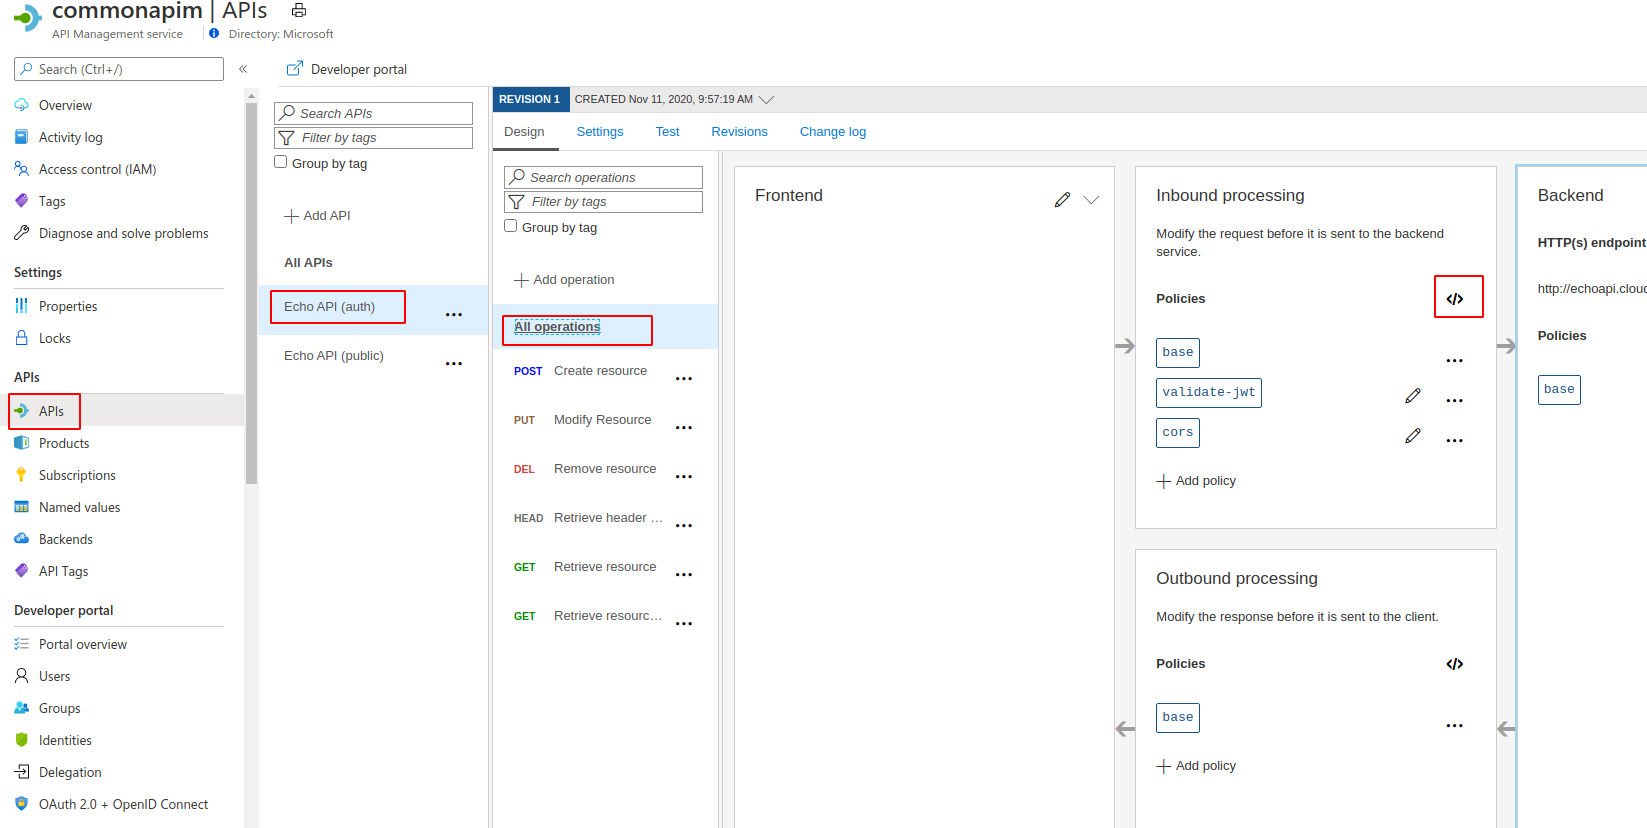 commonapim | APIs
API Management service
Directory: Microsoft
Search (Ctrl+/)
«
Overview
Activity log
Access control (IAM)
Tags
Diagnose and solve problems
Settings
Properties
Locks
APIs
APIs
Products
Subscriptions
Named values
Backends
API Tags
Developer portal
Portal overview
Users
Groups
Identities
Delegation
OAuth 2.0 + OpenID Connect
Developer portal
Search APIs
Filter by tags
Group by tag
Add API
All APIs
Echo API (auth)
...
Echo API (public)
...
REVISION 1
CREATED Nov 11, 2020, 9:57:19 AM
Design
Settings
Test
Revisions
Change log
Search operations
Filter by tags
Group by tag
Add operation
All operations
POST Create resource ...
PUT Modify Resource ...
DEL Remove resource ...
HEAD Retrieve header … ...
GET Retrieve resource ...
GET Retrieve resourc… ...
Frontend
Inbound processing
Modify the request before it is sent to the backend
service.
Policies </>
base ...
validate-jwt ...
cors ...
Add policy
Outbound processing
Modify the response before it is sent to the client.
Policies </>
base ...
Add policy
Backend
HTTP(s) endpoint
http://echoapi.cloud
Policies
base